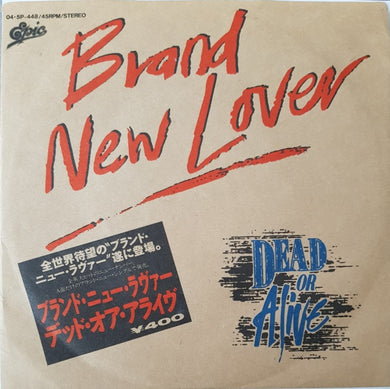 04·5P-448/45RPM/STEREO
Epic
Brand
New Lover
全世界待望の“ブランド・
ニュー・ラヴァー”遂に登場。
ブランド・ニュー・ラヴァー
デッド・オア・アライヴ
¥400
DEAD
OR
Alive